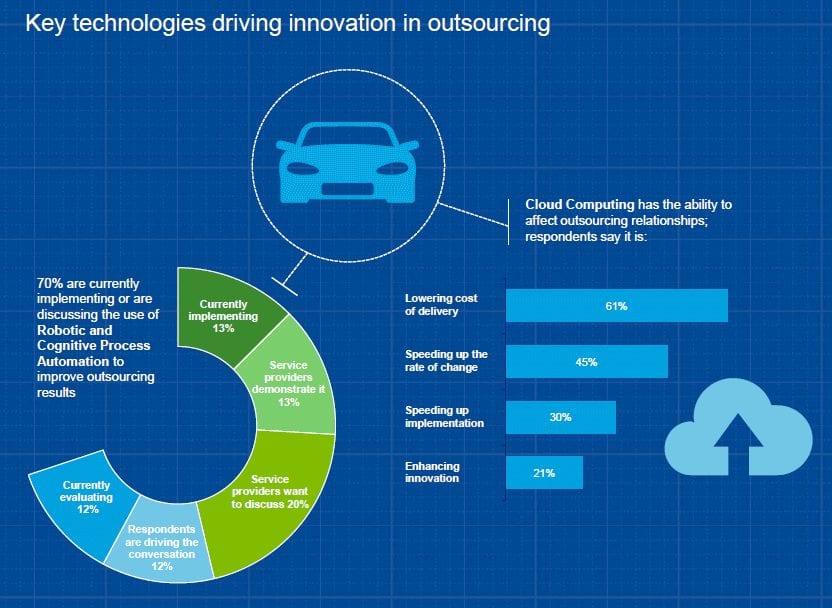 Key technologies driving innovation in outsourcing
Cloud Computing has the ability to
affect outsourcing relationships;
respondents say it is:
70% are currently
implementing or are
discussing the use of
Robotic and
Cognitive Process
Automation to
improve outsourcing
results
Currently
implementing
13%
Service
providers
demonstrate it
13%
Service
providers want
to discuss 20%
Respondents
are driving the
conversation
12%
Currently
evaluating
12%
Lowering cost
of delivery
61%
Speeding up the
rate of change
45%
Speeding up
implementation
30%
Enhancing
innovation
21%